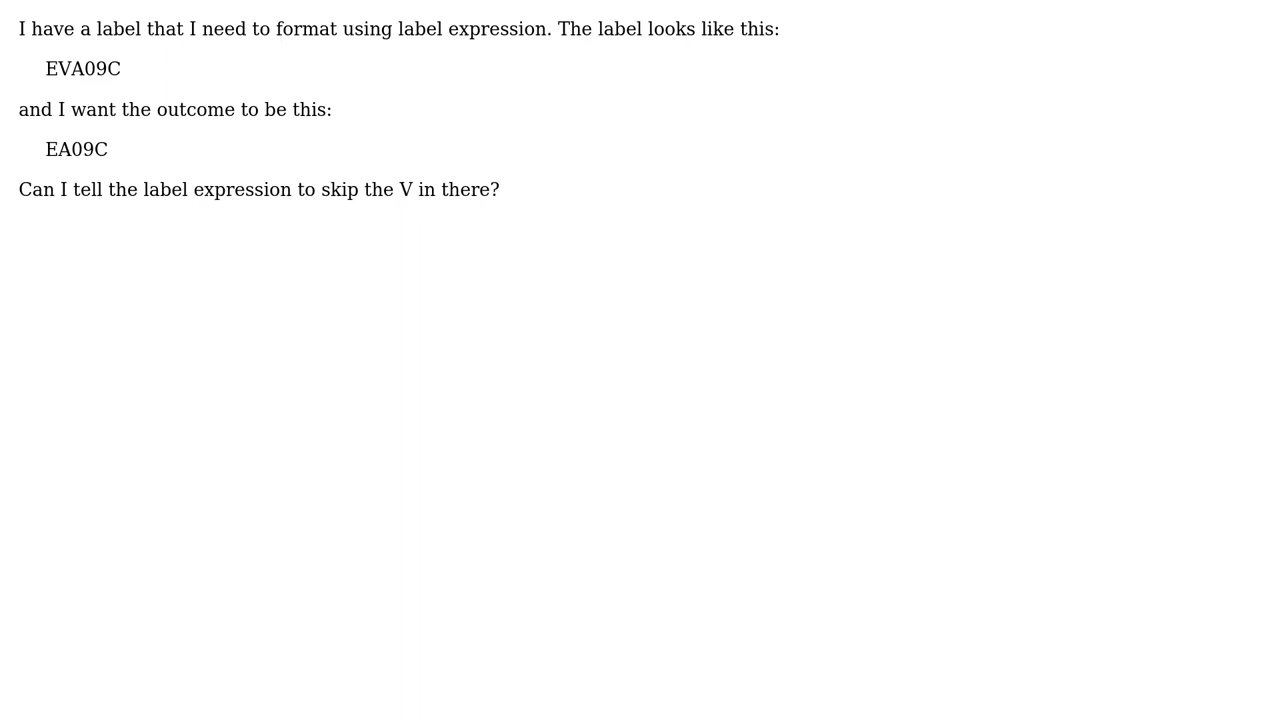 I have a label that I need to format using label expression. The label looks like this:
EVA09C
and I want the outcome to be this:
EA09C
Can I tell the label expression to skip the V in there?